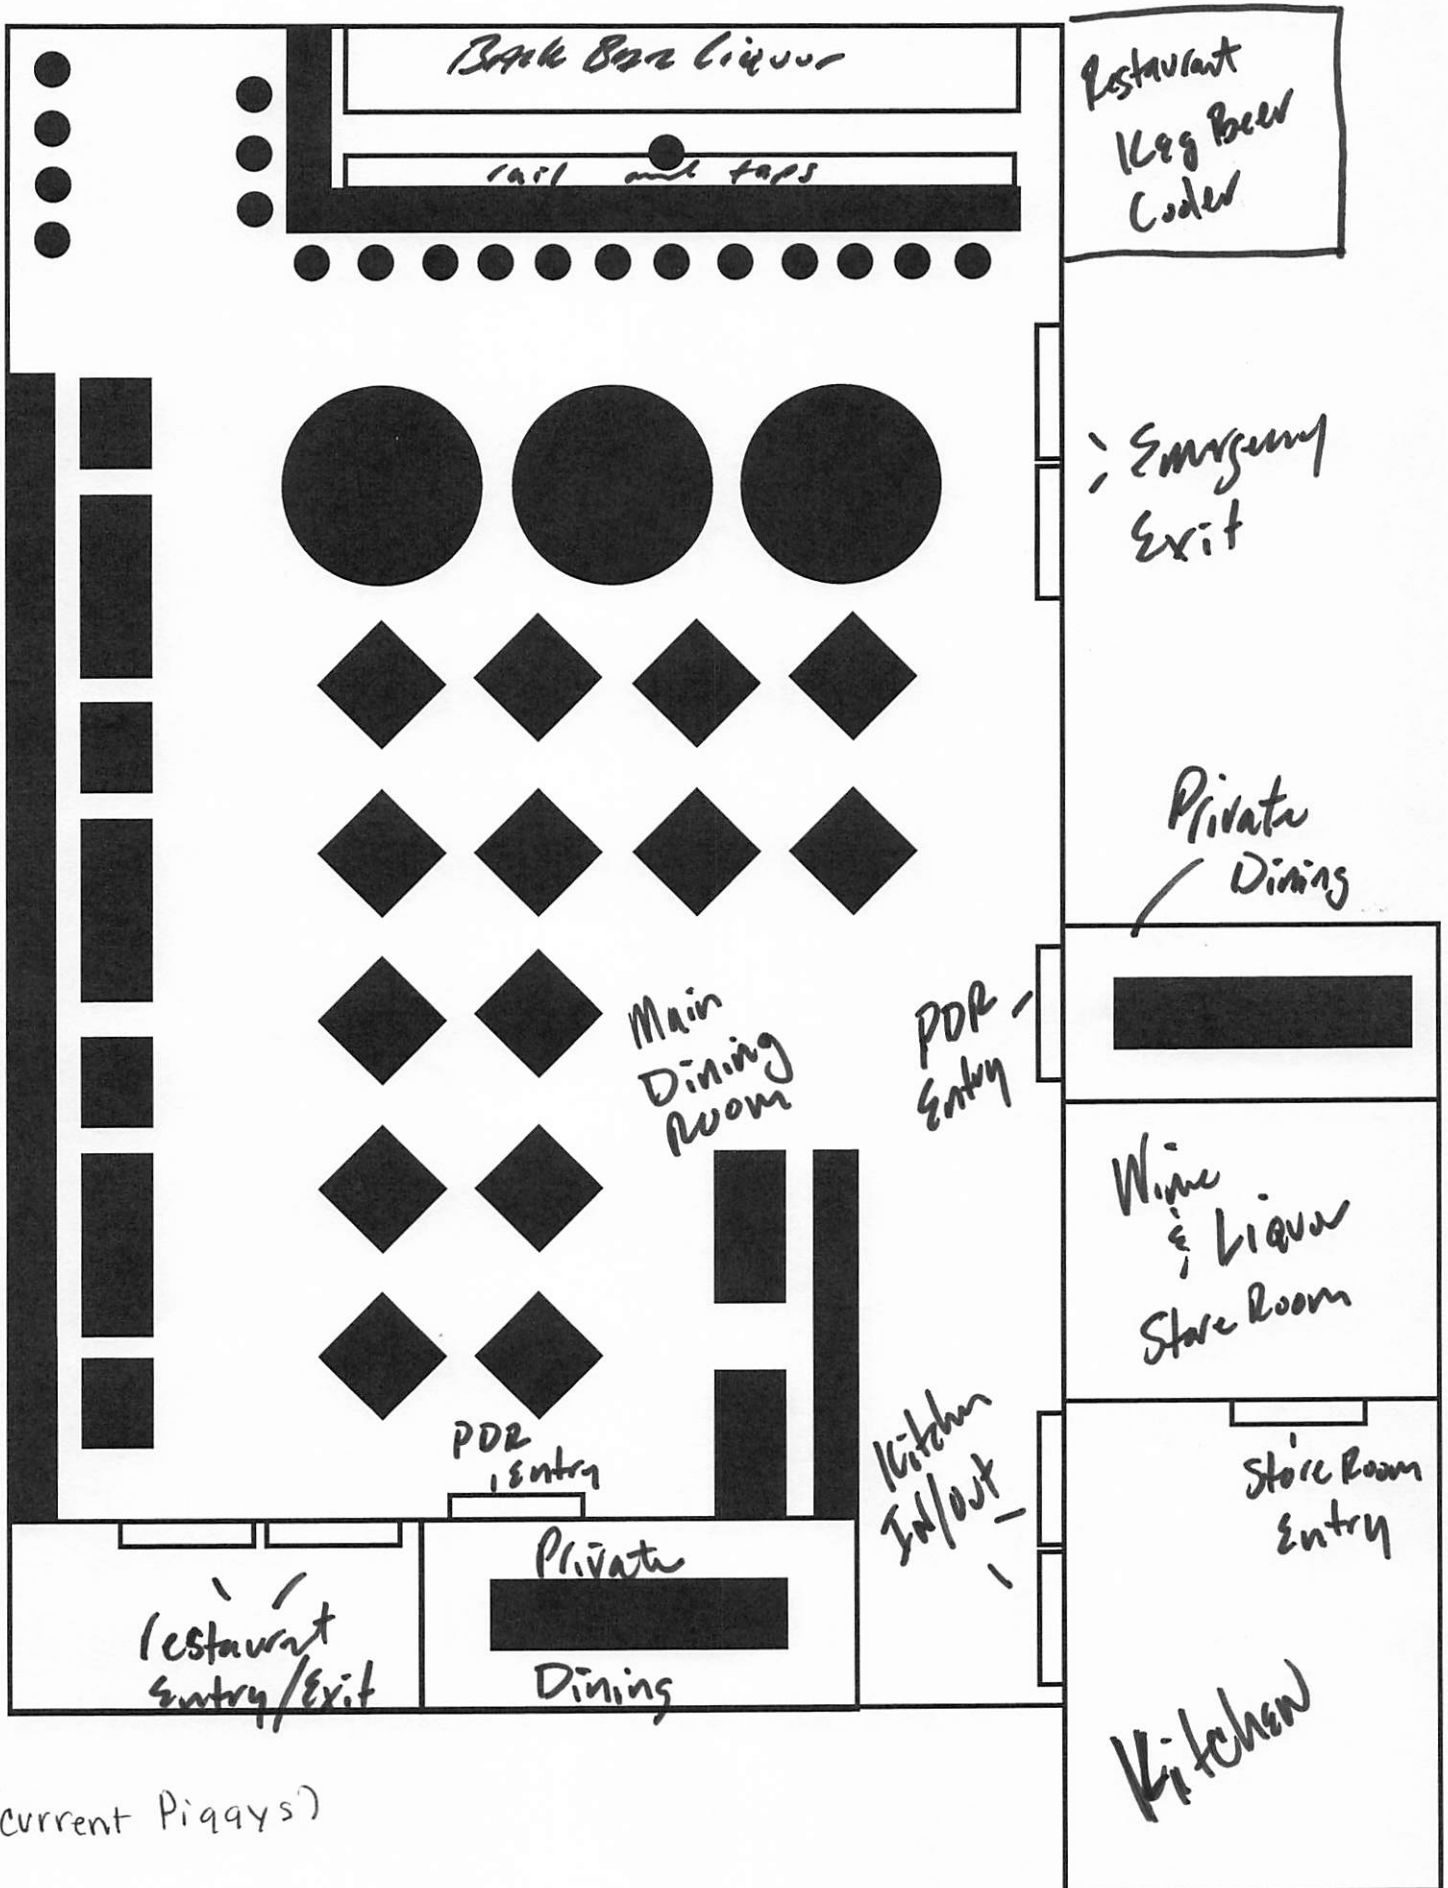 Back Bar Liquor
rail and taps
Restaurant
Keg Beer
Cooler
Emergency
Exit
Private
Dining
PDR
Entry
Main
Dining
Room
Wine
& Liquor
Store Room
Kitchen
In/Out
Store Room
Entry
PDR
Entry
Private
Dining
restaurant
Entry/Exit
Kitchen
(current Piggys)